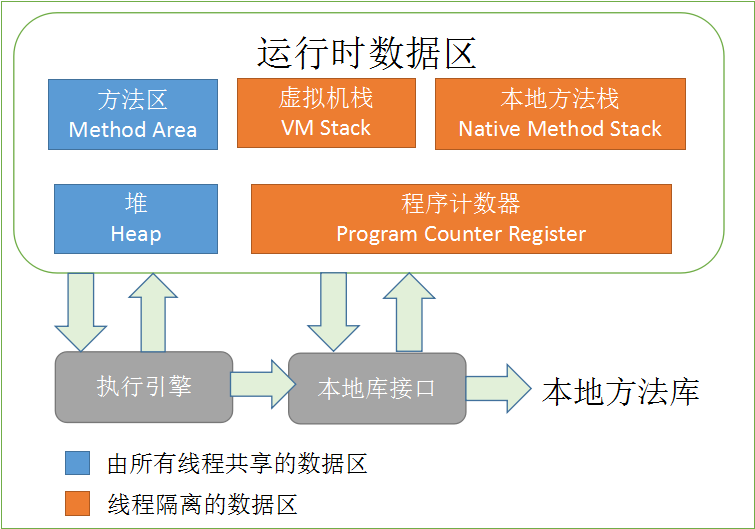 运行时数据区
方法区
Method Area
虚拟机栈
VM Stack
本地方法栈
Native Method Stack
堆
Heap
程序计数器
Program Counter Register
执行引擎
本地库接口
本地方法库
由所有线程共享的数据区
线程隔离的数据区